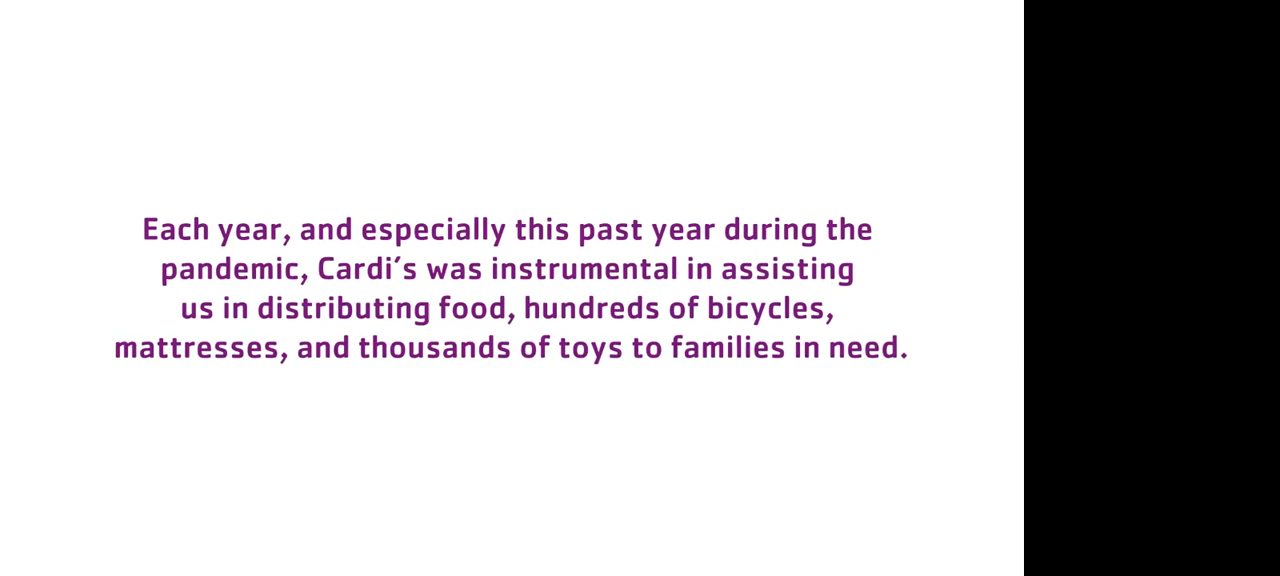 Each year, and especially this past year during the
pandemic, Cardi’s was instrumental in assisting
us in distributing food, hundreds of bicycles,
mattresses, and thousands of toys to families in need.